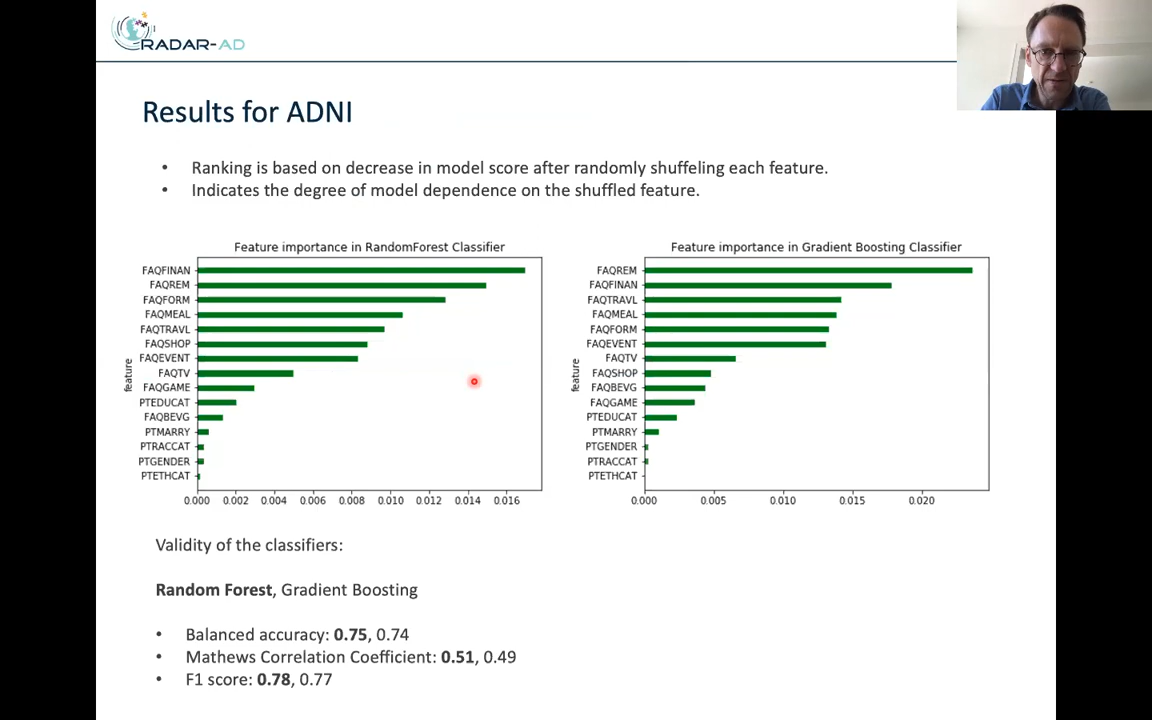 RADAR-AD
Results for ADNI
• Ranking is based on decrease in model score after randomly shuffeling each feature.
• Indicates the degree of model dependence on the shuffled feature.
Feature importance in RandomForest Classifier
feature
FAQFINAN
FAQREM
FAQFORM
FAQMEAL
FAQTRAVL
FAQSHOP
FAQEVENT
FAQTV
FAQGAME
PTEDUCAT
FAQBEVG
PTMARRY
PTRACCAT
PTGENDER
PTETHCAT
0.000 0.002 0.004 0.006 0.008 0.010 0.012 0.014 0.016
Feature importance in Gradient Boosting Classifier
feature
FAQREM
FAQFINAN
FAQTRAVL
FAQMEAL
FAQFORM
FAQEVENT
FAQTV
FAQSHOP
FAQBEVG
FAQGAME
PTEDUCAT
PTMARRY
PTGENDER
PTRACCAT
PTETHCAT
0.000 0.005 0.010 0.015 0.020
Validity of the classifiers:
Random Forest, Gradient Boosting
• Balanced accuracy: 0.75, 0.74
• Mathews Correlation Coefficient: 0.51, 0.49
• F1 score: 0.78, 0.77